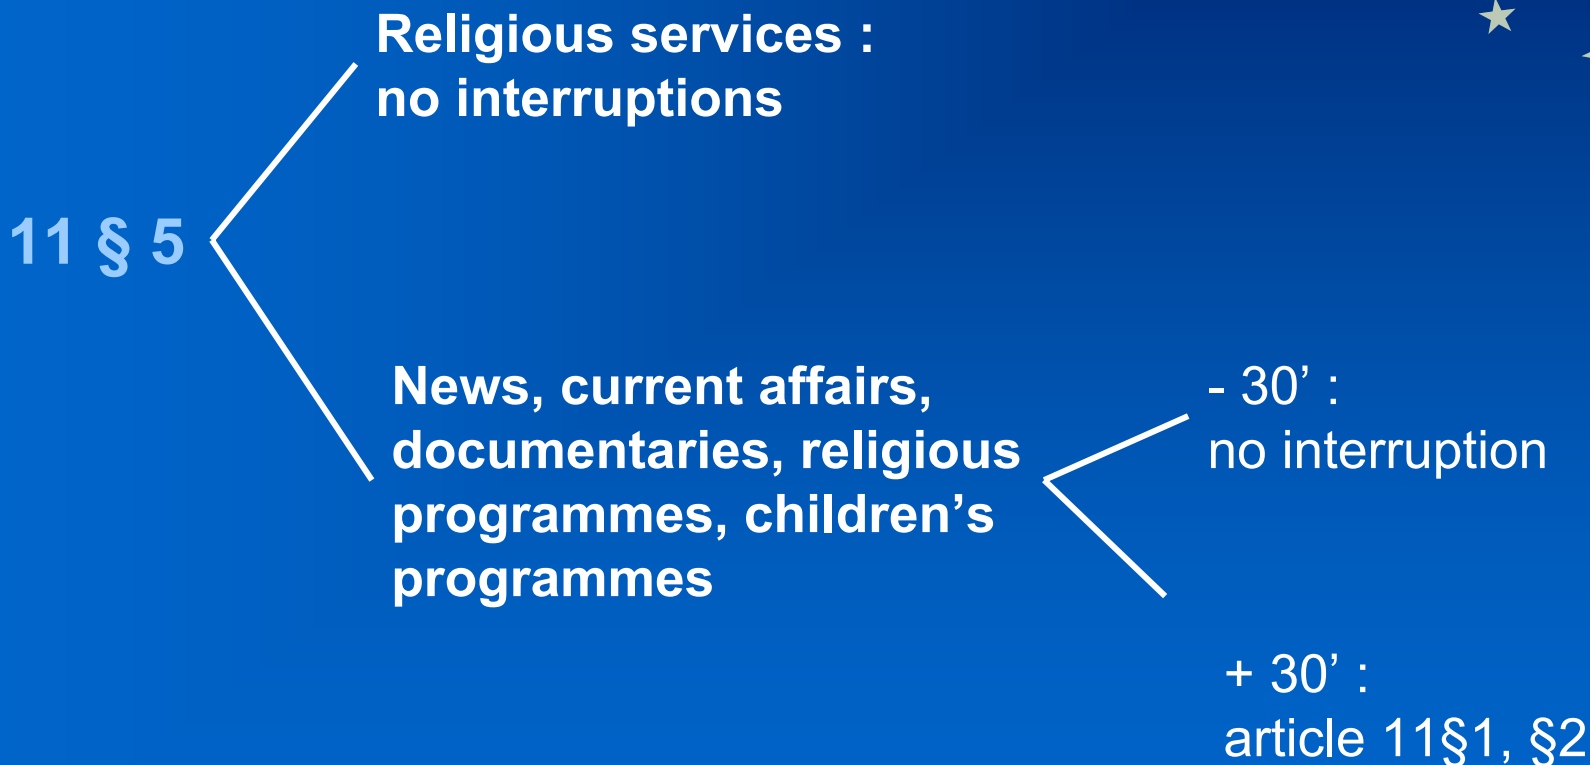 Religious services :
no interruptions
11 § 5
News, current affairs,
documentaries, religious
programmes, children’s
programmes
- 30’ :
no interruption
+ 30’ :
article 11§1, §2